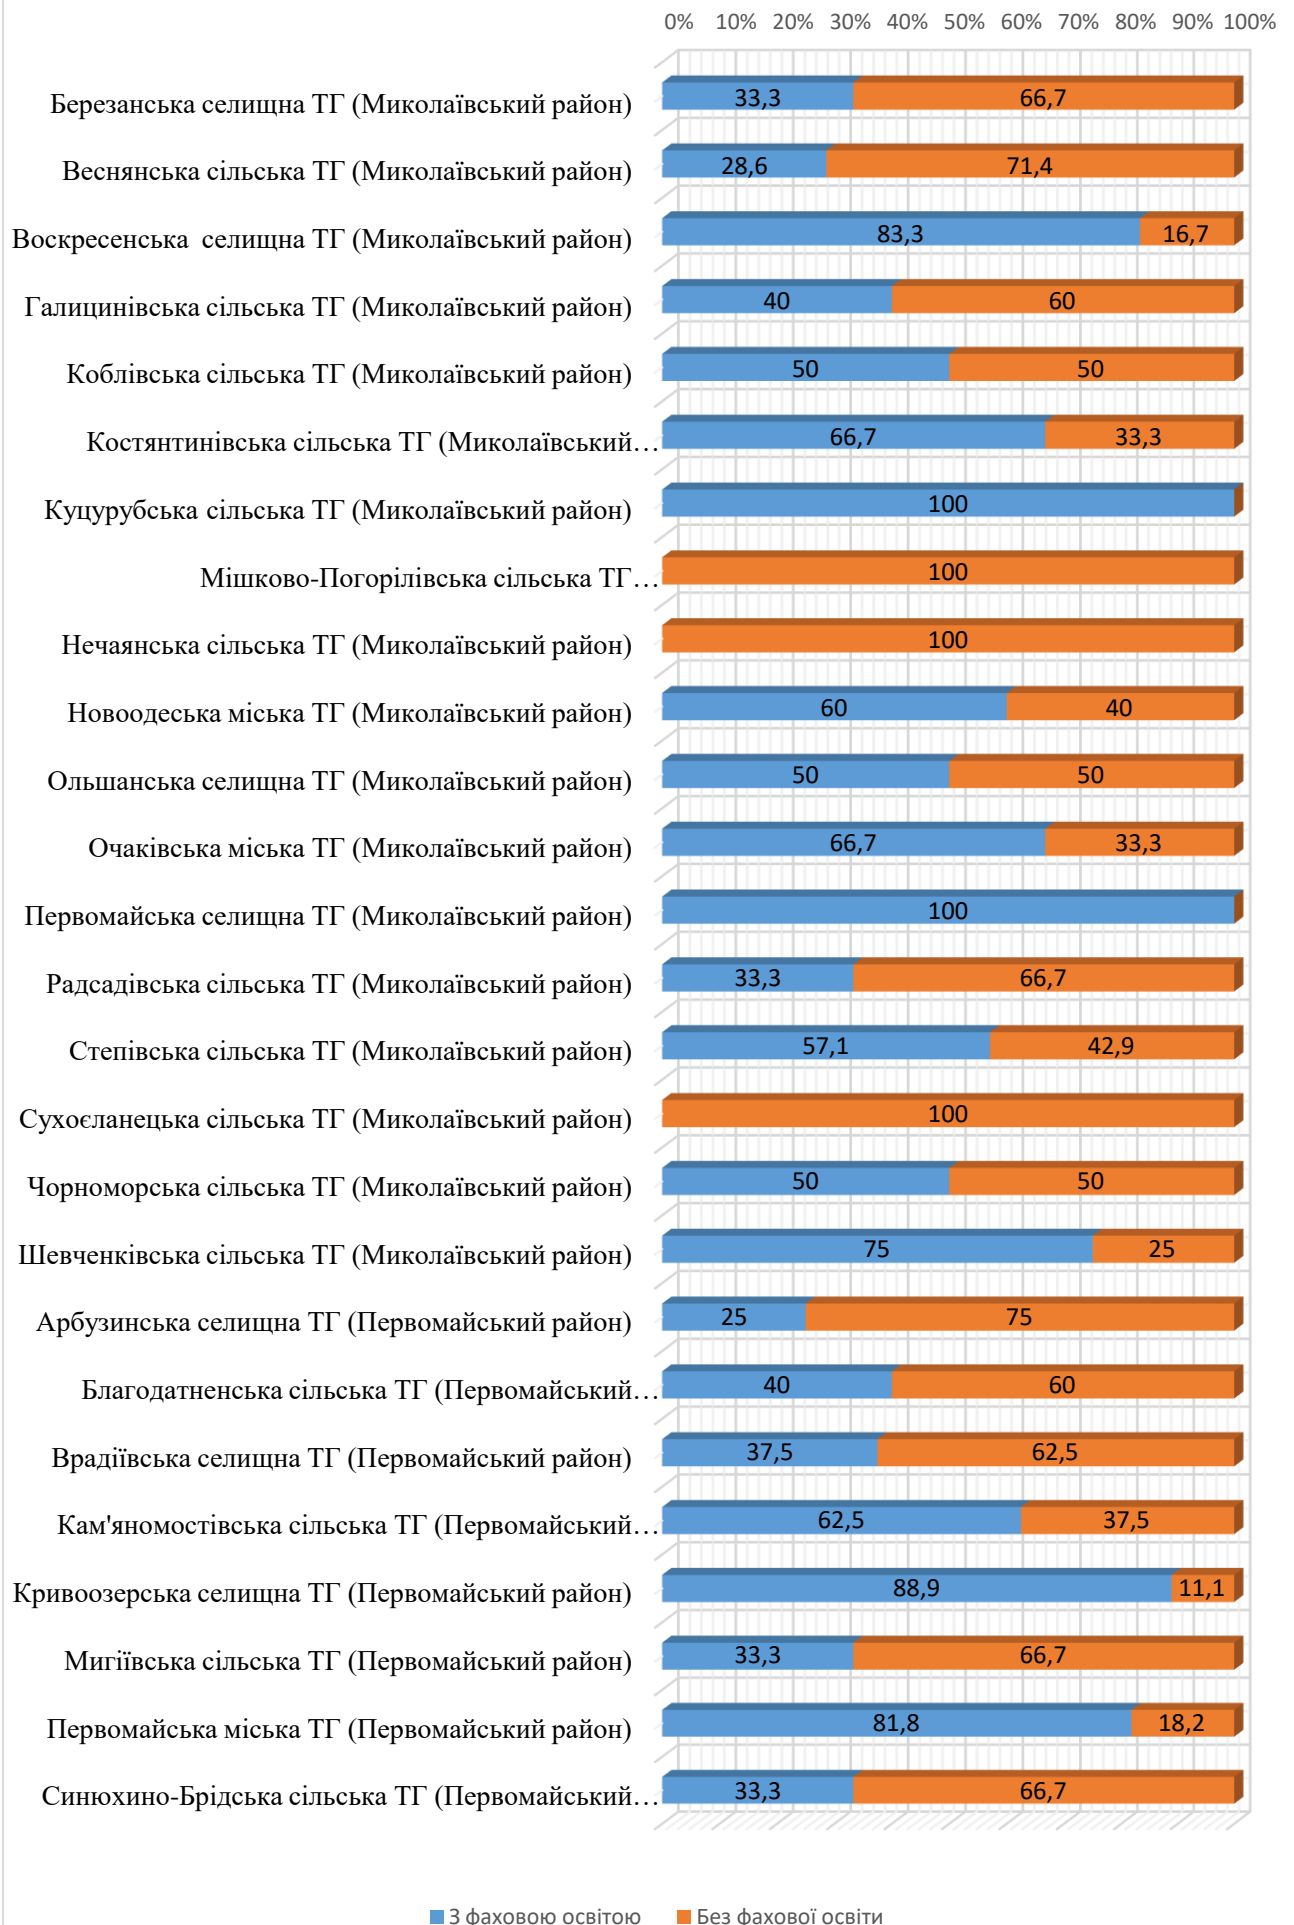 0% 10% 20% 30% 40% 50% 60% 70% 80% 90% 100%
Березанська селищна ТГ (Миколаївський район) 33,3 66,7
Веснянська сільська ТГ (Миколаївський район) 28,6 71,4
Воскресенська селищна ТГ (Миколаївський район) 83,3 16,7
Галицинівська сільська ТГ (Миколаївський район) 40 60
Коблівська сільська ТГ (Миколаївський район) 50 50
Костянтинівська сільська ТГ (Миколаївський… 66,7 33,3
Куцурубська сільська ТГ (Миколаївський район) 100
Мішково-Погорілівська сільська ТГ… 100
Нечаянська сільська ТГ (Миколаївський район) 100
Новоодеська міська ТГ (Миколаївський район) 60 40
Ольшанська селищна ТГ (Миколаївський район) 50 50
Очаківська міська ТГ (Миколаївський район) 66,7 33,3
Первомайська селищна ТГ (Миколаївський район) 100
Радсадівська сільська ТГ (Миколаївський район) 33,3 66,7
Степівська сільська ТГ (Миколаївський район) 57,1 42,9
Сухоєланецька сільська ТГ (Миколаївський район) 100
Чорноморська сільська ТГ (Миколаївський район) 50 50
Шевченківська сільська ТГ (Миколаївський район) 75 25
Арбузинська селищна ТГ (Первомайський район) 25 75
Благодатненська сільська ТГ (Первомайський… 40 60
Врадіївська селищна ТГ (Первомайський район) 37,5 62,5
Кам'яномостівська сільська ТГ (Первомайський… 62,5 37,5
Кривоозерська селищна ТГ (Первомайський район) 88,9 11,1
Мигіївська сільська ТГ (Первомайський район) 33,3 66,7
Первомайська міська ТГ (Первомайський район) 81,8 18,2
Синюхино-Брідська сільська ТГ (Первомайський… 33,3 66,7
З фаховою освітою Без фахової освіти